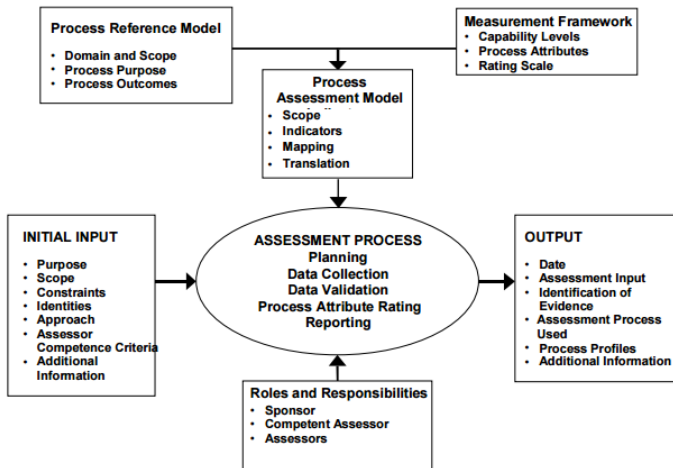 Process Reference Model
• Domain and Scope
• Process Purpose
• Process Outcomes
Measurement Framework
• Capability Levels
• Process Attributes
• Rating Scale
Process
Assessment Model
• Scope
• Indicators
• Mapping
• Translation
INITIAL INPUT
• Purpose
• Scope
• Constraints
• Identities
• Approach
• Assessor
Competence Criteria
• Additional
Information
ASSESSMENT PROCESS
Planning
Data Collection
Data Validation
Process Attribute Rating
Reporting
OUTPUT
• Date
• Assessment Input
• Identification of
Evidence
• Assessment Process
Used
• Process Profiles
• Additional Information
Roles and Responsibilities
• Sponsor
• Competent Assessor
• Assessors